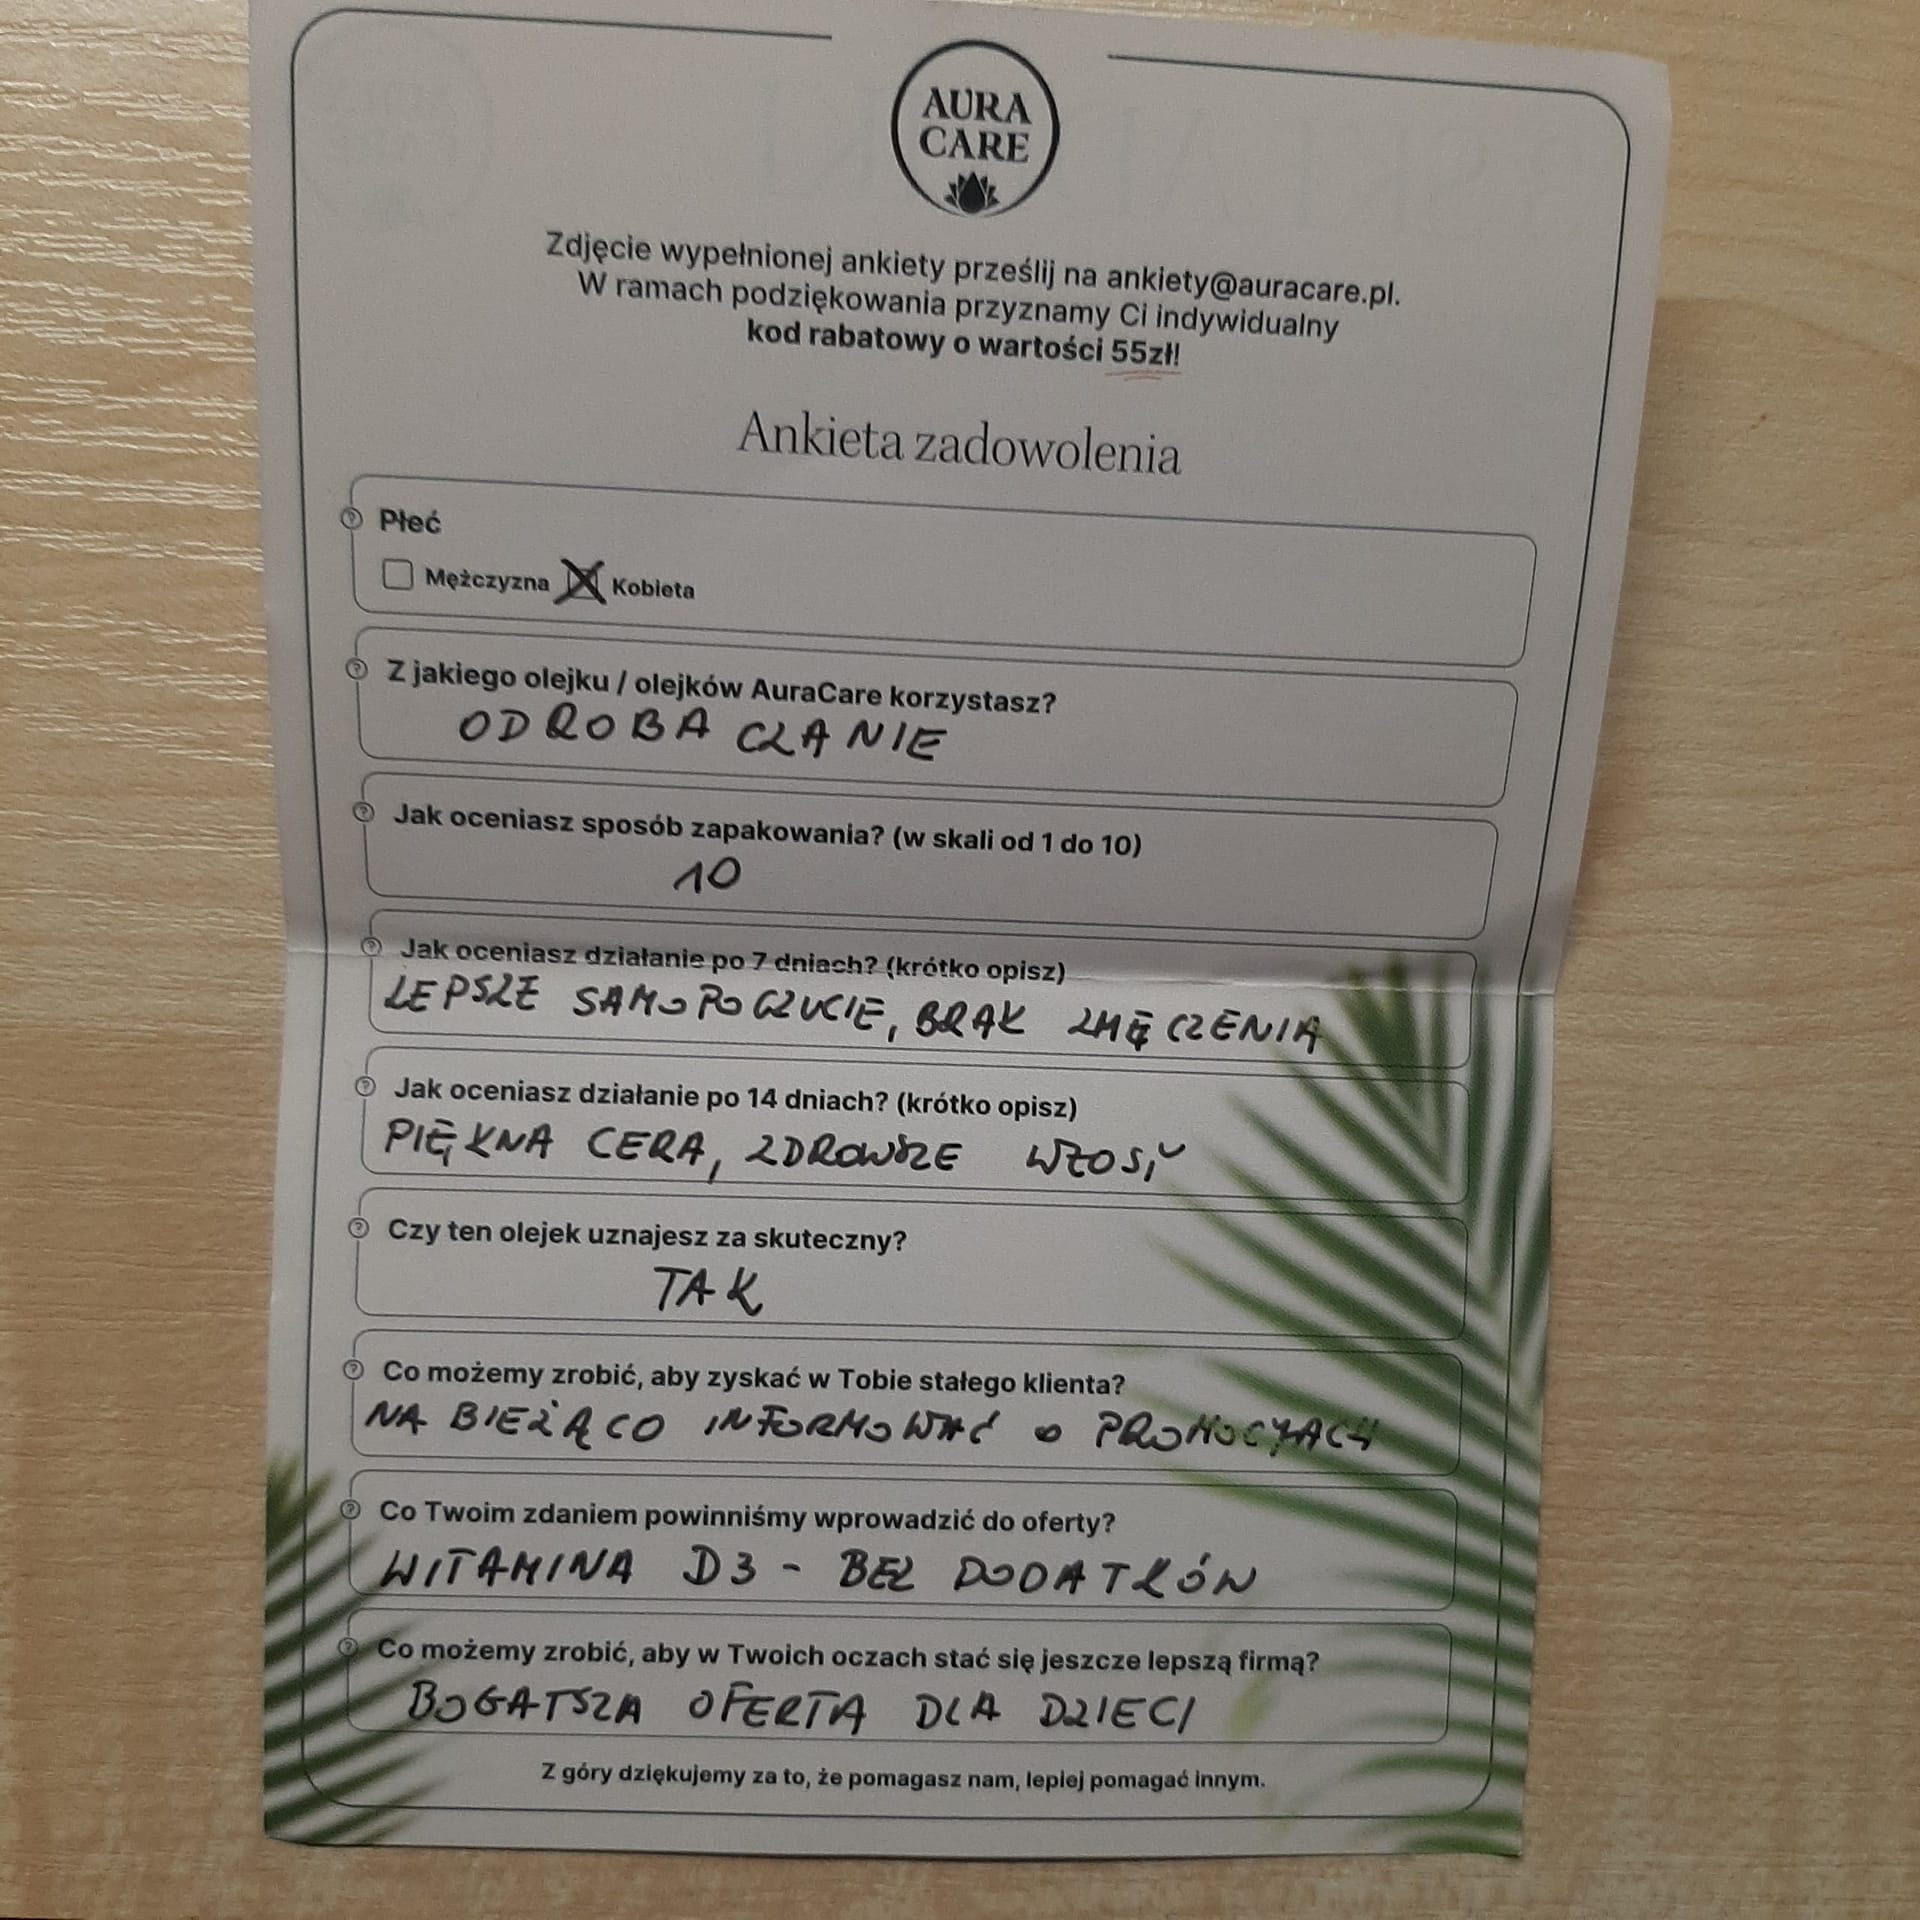 AURA
CARE
Zdjęcie wypełnionej ankiety prześlij na ankiety@auracare.pl.
W ramach podziękowania przyznamy Ci indywidualny
kod rabatowy o wartości 55zł!
Ankieta zadowolenia
Płeć
Mężczyzna Kobieta
Z jakiego olejku / olejków AuraCare korzystasz?
ODROBACZANIE
Jak oceniasz sposób zapakowania? (w skali od 1 do 10)
10
Jak oceniasz działanie po 7 dniach? (krótko opisz)
LEPSZE SAMOPOCZUCIE, BRAK ZMĘCZENIA
Jak oceniasz działanie po 14 dniach? (krótko opisz)
PIĘKNA CERA, ZDROWSZE WŁOSY
Czy ten olejek uznajesz za skuteczny?
TAK
Co możemy zrobić, aby zyskać w Tobie stałego klienta?
NA BIEŻĄCO INFORMOWAĆ O PROMOCJACH
Co Twoim zdaniem powinniśmy wprowadzić do oferty?
WITAMINA D3 - BEZ DODATKÓW
Co możemy zrobić, aby w Twoich oczach stać się jeszcze lepszą firmą?
BOGATSZA OFERTA DLA DZIECI
Z góry dziękujemy za to, że pomagasz nam, lepiej pomagać innym.